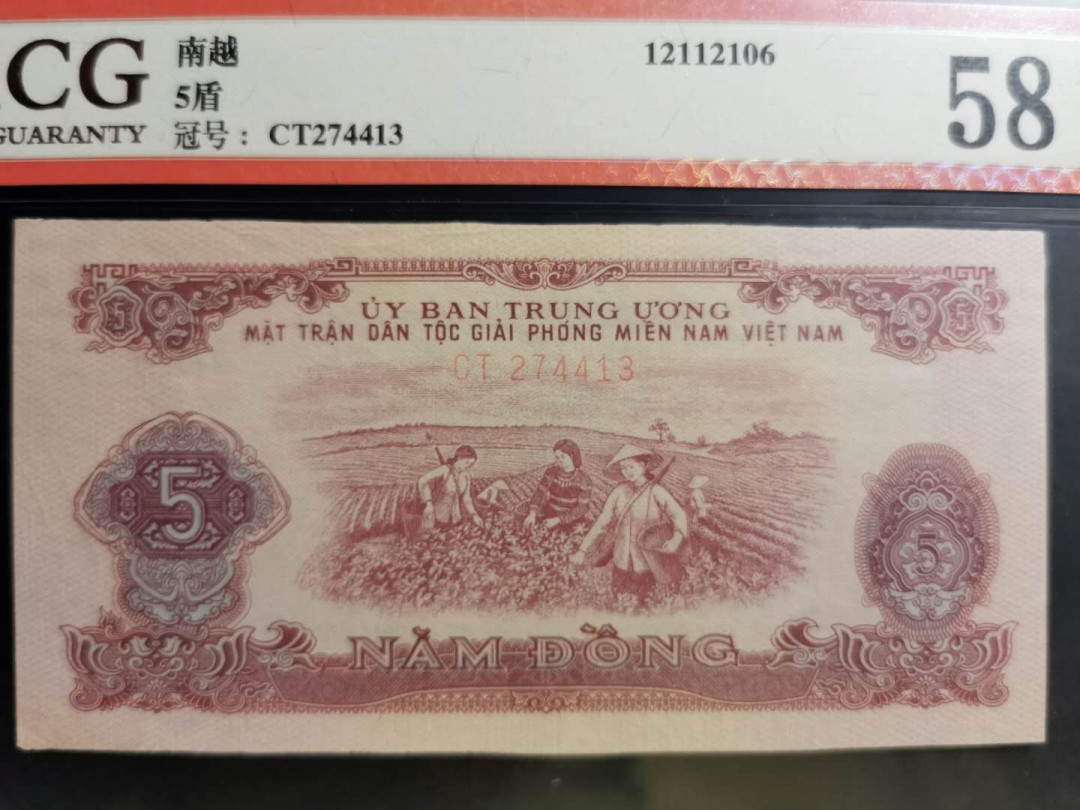 CG
GUARANTY
南越
5盾
冠号： CT274413
12112106
58
5
5
ỦY BAN TRUNG ƯƠNG
MẶT TRẬN DÂN TỘC GIẢI PHÓNG MIỀN NAM VIỆT NAM
CT 274413
5
5
NĂM ĐỒNG